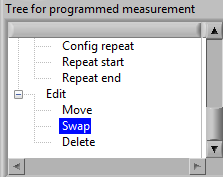 Tree for programmed measurement
Config repeat
Repeat start
Repeat end
Edit
Move
Swap
Delete